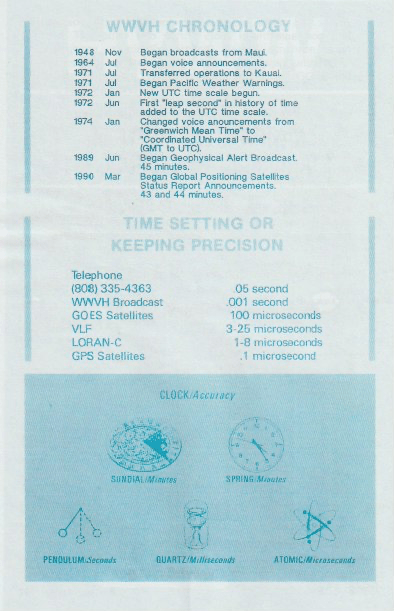 WWVH CHRONOLOGY
1948 Nov Began broadcasts from Maui.
1964 Jul Began voice announcements.
1971 Jul Transferred operations to Kauai.
1971 Jul Began Pacific Weather Warnings.
1972 Jan New UTC time scale begun.
1972 Jun First "leap second" in history of time
added to the UTC time scale.
1974 Jan Changed voice anouncements from
"Greenwich Mean Time" to
"Coordinated Universal Time"
(GMT to UTC).
1989 Jun Began Geophysical Alert Broadcast.
45 minutes.
1990 Mar Began Global Positioning Satellites
Status Report Announcements.
43 and 44 minutes.
TIME SETTING OR
KEEPING PRECISION
Telephone
(808) 335-4363 .05 second
WWVH Broadcast .001 second
GOES Satellites 100 microseconds
VLF 3-25 microseconds
LORAN-C 1-8 microseconds
GPS Satellites .1 microsecond
CLOCK/Accuracy
SUNDIAL/Minutes SPRING/Minutes
PENDULUM/Seconds QUARTZ/Milliseconds ATOMIC/Microseconds